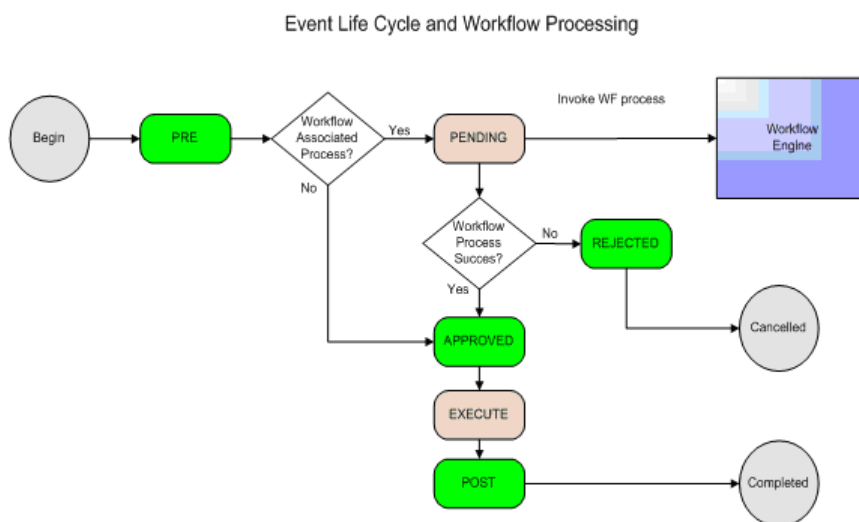 Event Life Cycle and Workflow Processing
Begin
PRE
Workflow
Associated
Process?
Yes
No
PENDING
Invoke WF process
Workflow
Engine
Workflow
Process
Succes?
No
REJECTED
Yes
Cancelled
APPROVED
EXECUTE
POST
Completed